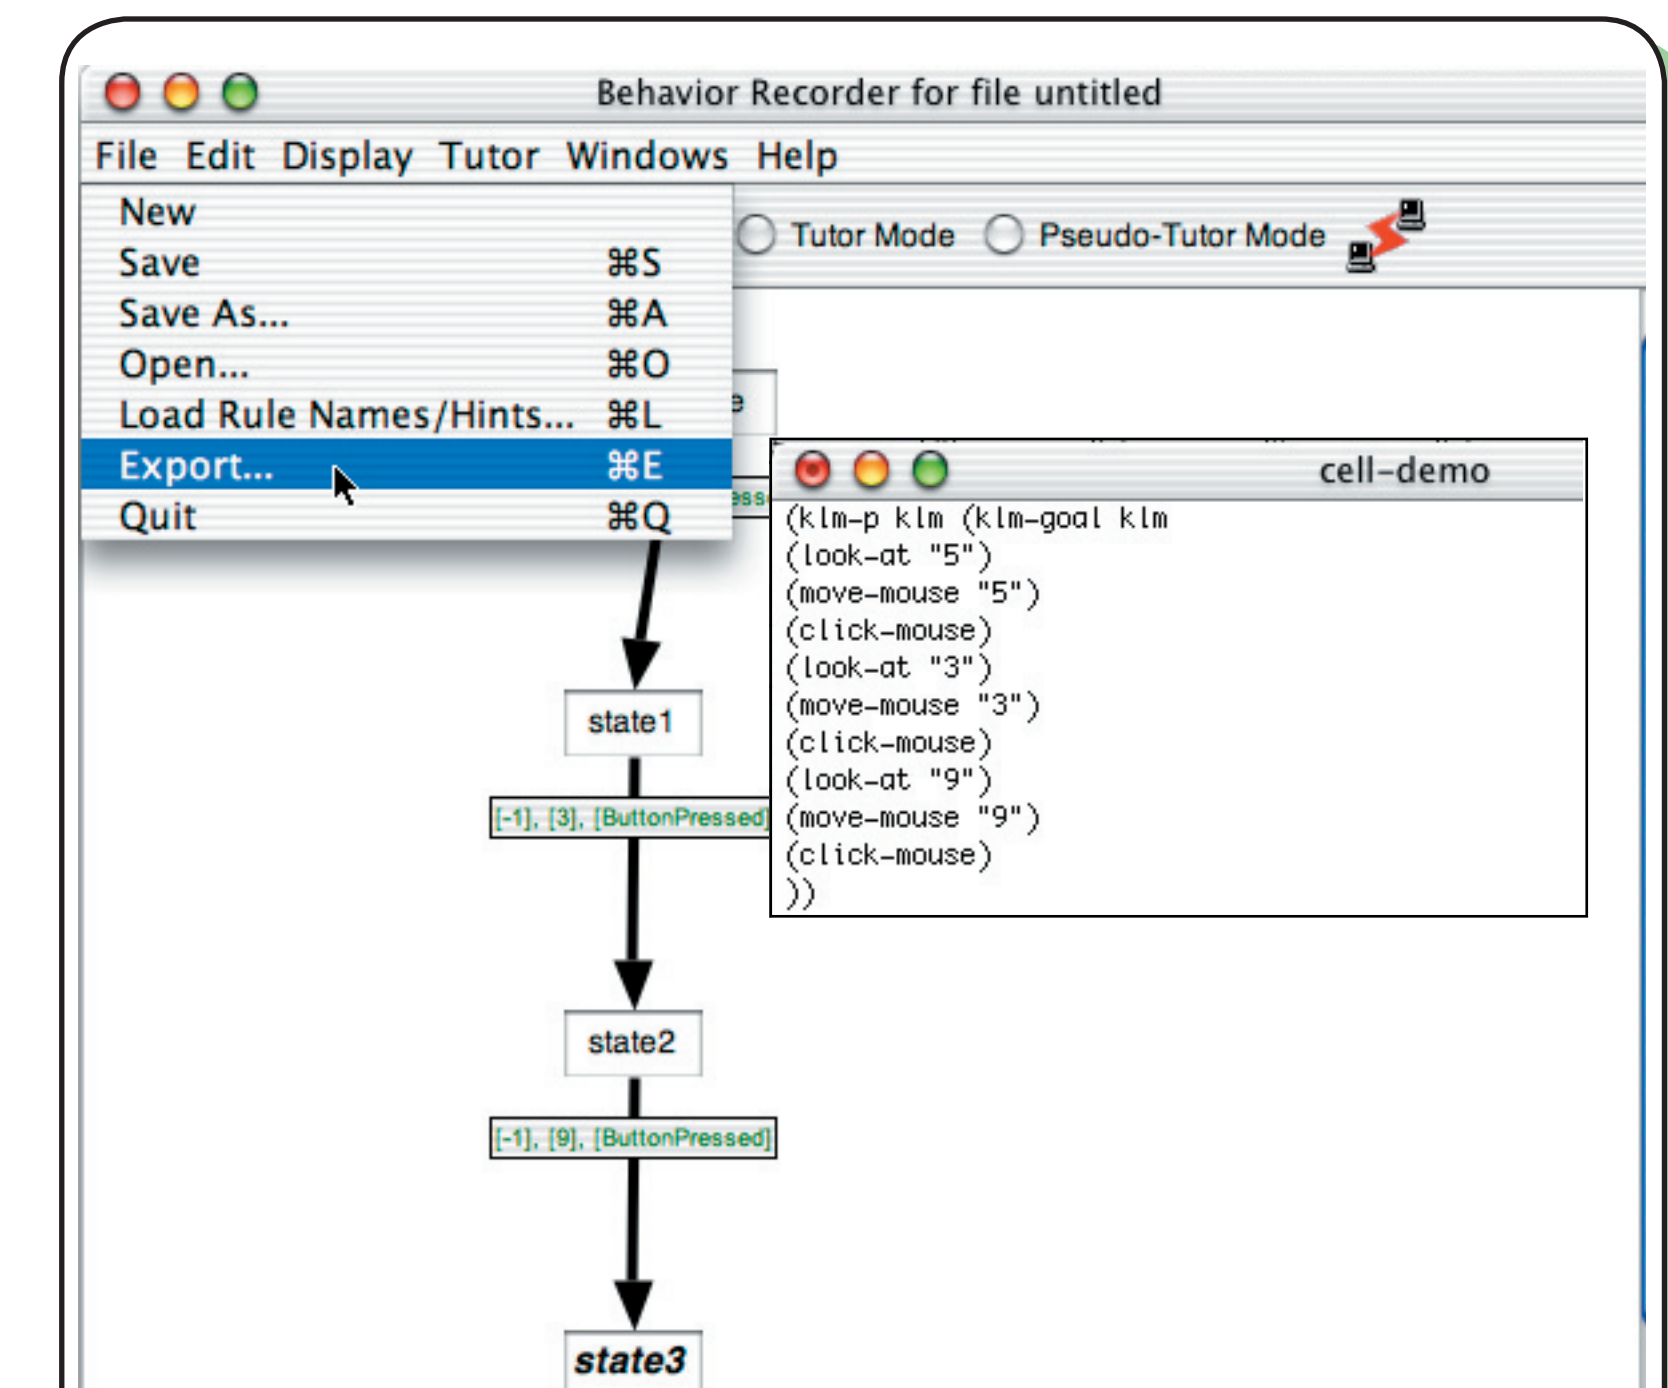 Behavior Recorder for file untitled
File Edit Display Tutor Windows Help
New
Save ⌘S
Save As... ⌘A
Open... ⌘O
Load Rule Names/Hints... ⌘L
Export... ⌘E
Quit ⌘Q
Tutor Mode Pseudo-Tutor Mode
cell-demo
(klm-p klm (klm-goal klm
(look-at "5")
(move-mouse "5")
(click-mouse)
(look-at "3")
(move-mouse "3")
(click-mouse)
(look-at "9")
(move-mouse "9")
(click-mouse)
))
state1
[-1], [3], [ButtonPressed]
state2
[-1], [9], [ButtonPressed]
state3